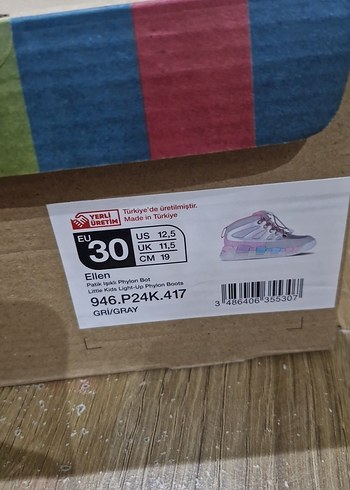 YERLİ
ÜRETİM
Türkiye'de üretilmiştir.
Made in Türkiye
EU
30
US 12,5
UK 11,5
CM 19
Ellen
Patik Işıklı Phylon Bot
Little Kids Light-Up Phylon Boots
946.P24K.417
GRİ/GRAY
3 486406 355307